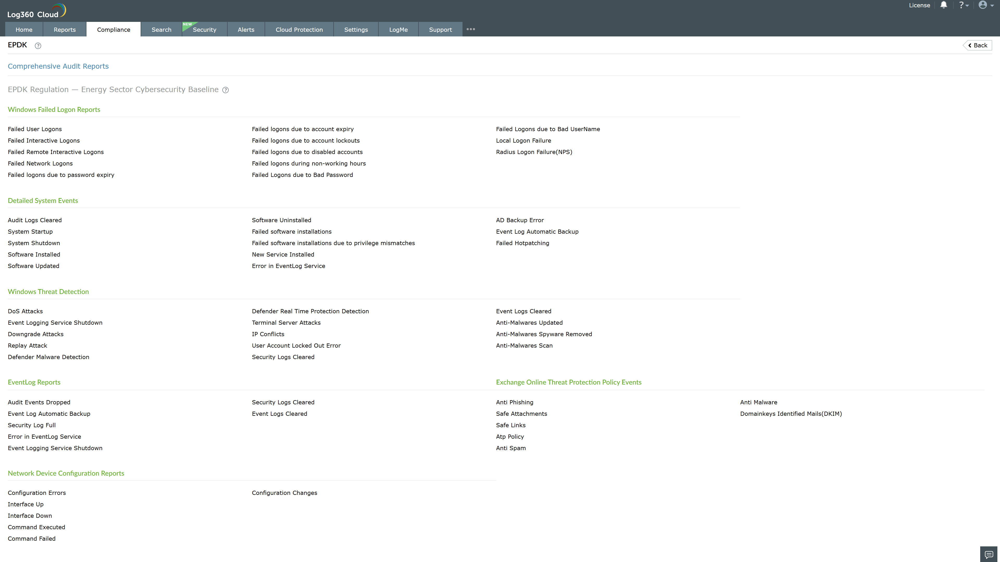 Log360 Cloud
License
Home
Reports
Compliance
Search
NEW
Security
Alerts
Cloud Protection
Settings
LogMe
Support
EPDK
Back
Comprehensive Audit Reports
EPDK Regulation — Energy Sector Cybersecurity Baseline
Windows Failed Logon Reports
Failed User Logons
Failed Interactive Logons
Failed Remote Interactive Logons
Failed Network Logons
Failed logons due to password expiry
Failed logons due to account expiry
Failed logons due to account lockouts
Failed logons due to disabled accounts
Failed logons during non-working hours
Failed Logons due to Bad Password
Failed Logons due to Bad UserName
Local Logon Failure
Radius Logon Failure(NPS)
Detailed System Events
Audit Logs Cleared
System Startup
System Shutdown
Software Installed
Software Updated
Software Uninstalled
Failed software installations
Failed software installations due to privilege mismatches
New Service Installed
Error in EventLog Service
AD Backup Error
Event Log Automatic Backup
Failed Hotpatching
Windows Threat Detection
DoS Attacks
Event Logging Service Shutdown
Downgrade Attacks
Replay Attack
Defender Malware Detection
Defender Real Time Protection Detection
Terminal Server Attacks
IP Conflicts
User Account Locked Out Error
Security Logs Cleared
Event Logs Cleared
Anti-Malwares Updated
Anti-Malwares Spyware Removed
Anti-Malwares Scan
EventLog Reports
Audit Events Dropped
Event Log Automatic Backup
Security Log Full
Error in EventLog Service
Event Logging Service Shutdown
Security Logs Cleared
Event Logs Cleared
Exchange Online Threat Protection Policy Events
Anti Phishing
Safe Attachments
Safe Links
Atp Policy
Anti Spam
Anti Malware
Domainkeys Identified Mails(DKIM)
Network Device Configuration Reports
Configuration Errors
Interface Up
Interface Down
Command Executed
Command Failed
Configuration Changes